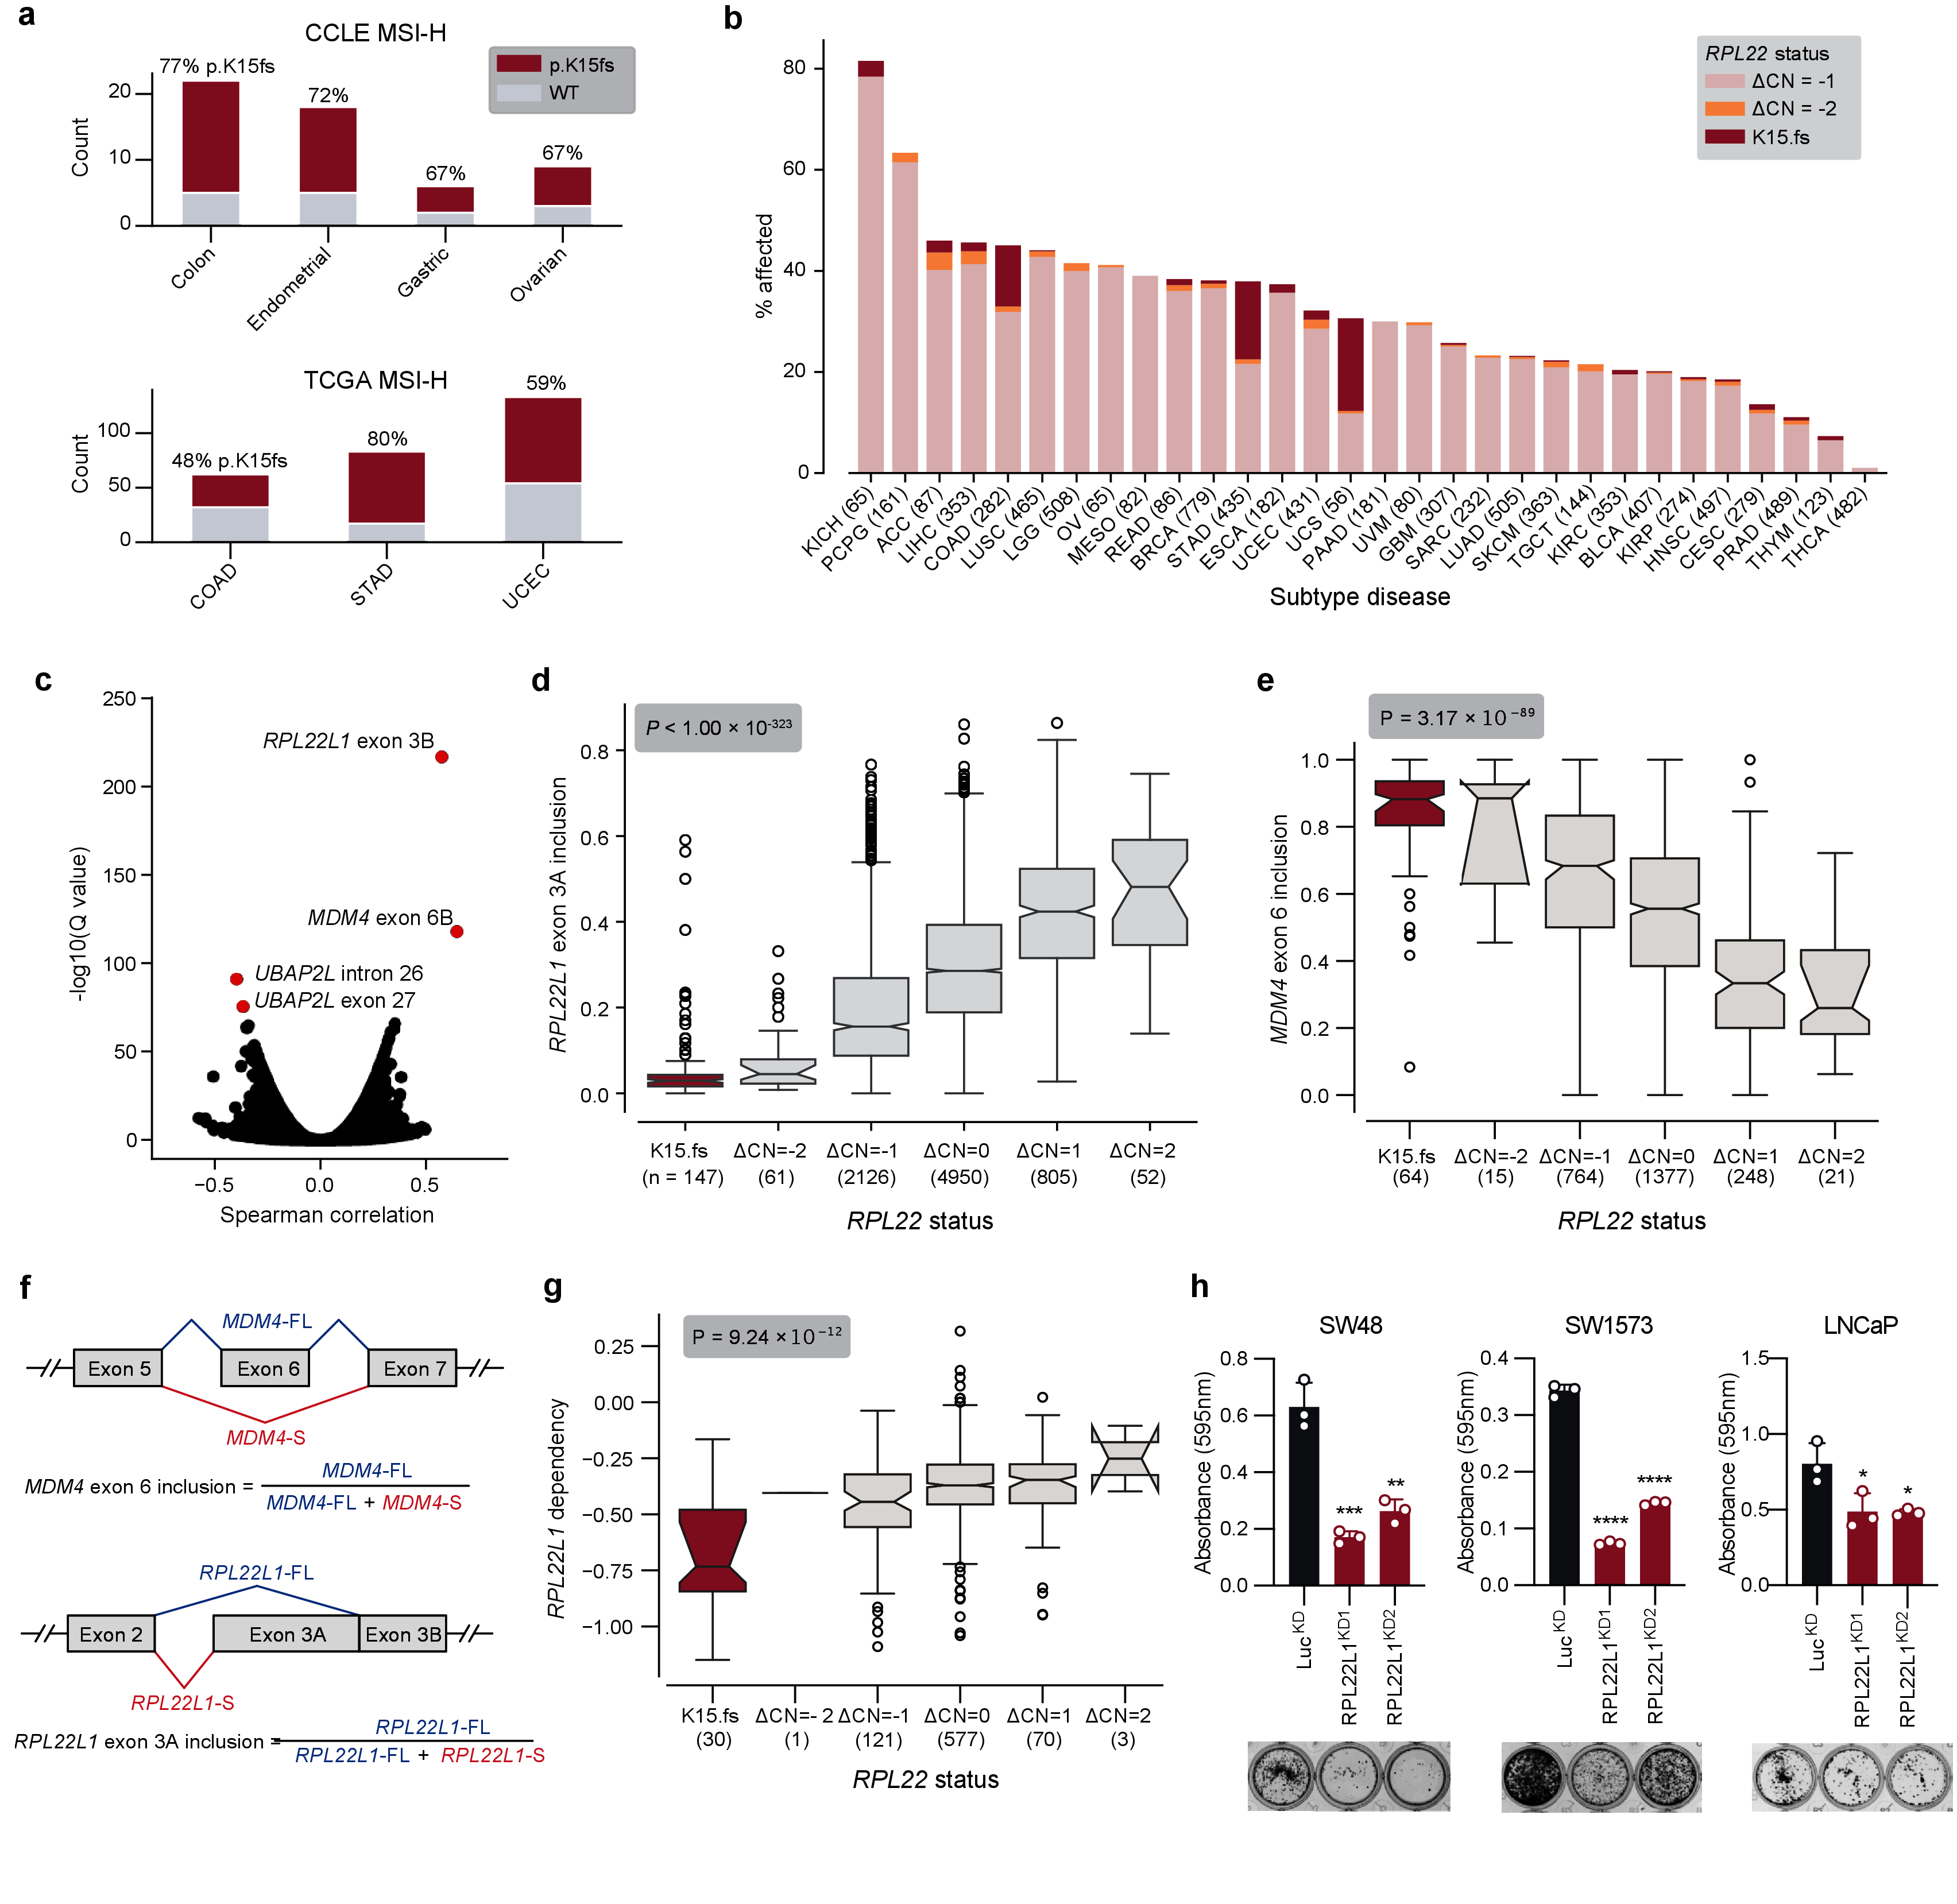 a
CCLE MSI-H
p.K15fs
WT
77% p.K15fs
72%
67%
67%
Count
20
10
0
Colon
Endometrial
Gastric
Ovarian
TCGA MSI-H
48% p.K15fs
80%
59%
Count
100
50
0
COAD
STAD
UCEC
b
RPL22 status
ΔCN = -1
ΔCN = -2
K15.fs
% affected
80
60
40
20
0
KICH (65)
PCPG (161)
ACC (87)
LIHC (353)
COAD (282)
LUSC (465)
LGG (508)
OV (65)
MESO (82)
READ (86)
BRCA (779)
STAD (435)
ESCA (182)
UCEC (431)
UCS (56)
PAAD (181)
UVM (80)
GBM (307)
SARC (232)
LUAD (505)
SKCM (363)
TGCT (144)
KIRC (353)
BLCA (407)
KIRP (274)
HNSC (497)
CESC (279)
PRAD (489)
THYM (123)
THCA (482)
Subtype disease
c
-log10(Q value)
250
200
150
100
50
0
RPL22L1 exon 3B
MDM4 exon 6B
UBAP2L intron 26
UBAP2L exon 27
−0.5 0.0 0.5
Spearman correlation
d
P < 1.00 × 10-323
RPL22L1 exon 3A inclusion
0.8
0.6
0.4
0.2
0.0
K15.fs ΔCN=-2 ΔCN=-1 ΔCN=0 ΔCN=1 ΔCN=2
(n = 147) (61) (2126) (4950) (805) (52)
RPL22 status
e
P = 3.17 × 10 −89
MDM4 exon 6 inclusion
1.0
0.8
0.6
0.4
0.2
0.0
K15.fs ΔCN=-2 ΔCN=-1 ΔCN=0 ΔCN=1 ΔCN=2
(64) (15) (764) (1377) (248) (21)
RPL22 status
f
MDM4-FL
Exon 5 Exon 6 Exon 7
MDM4-S
MDM4 exon 6 inclusion =
MDM4-FL
MDM4-FL + MDM4-S
RPL22L1-FL
Exon 2 Exon 3A Exon 3B
RPL22L1-S
RPL22L1 exon 3A inclusion =
RPL22L1-FL
RPL22L1-FL + RPL22L1-S
g
P = 9.24 ×10 −12
RPL22L1 dependency
0.25
0.00
−0.25
−0.50
−0.75
−1.00
K15.fs ΔCN=- 2 ΔCN=-1 ΔCN=0 ΔCN=1 ΔCN=2
(30) (1) (121) (577) (70) (3)
RPL22 status
h
SW48
Absorbance (595nm)
0.8
0.6
0.4
0.2
0.0
***
**
LucKD
RPL22L1KD1
RPL22L1KD2
SW1573
Absorbance (595nm)
0.4
0.3
0.2
0.1
0.0
****
****
LucKD
RPL22L1KD1
RPL22L1KD2
LNCaP
Absorbance (595nm)
1.5
1.0
0.5
0.0
*
*
LucKD
RPL22L1KD1
RPL22L1KD2